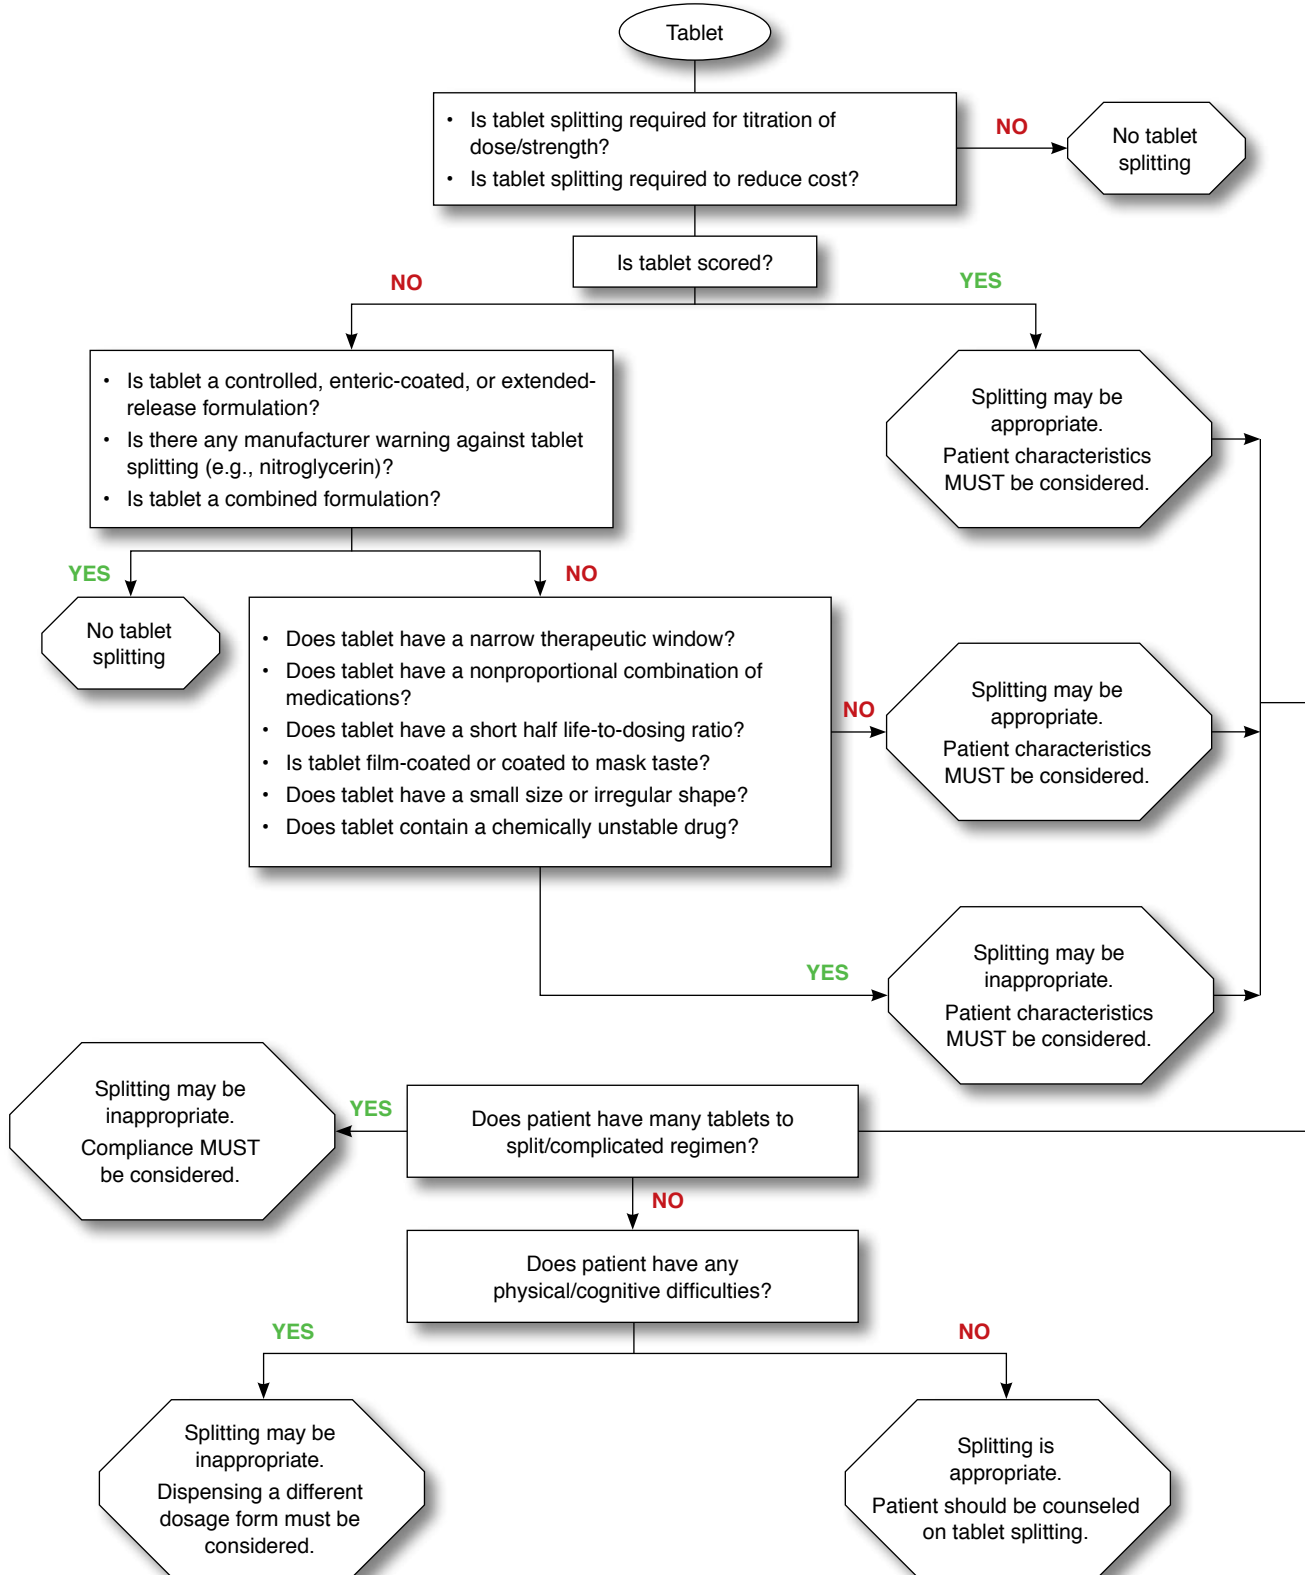 Tablet
• Is tablet splitting required for titration of
dose/strength?
• Is tablet splitting required to reduce cost?
NO
No tablet
splitting
Is tablet scored?
NO
YES
• Is tablet a controlled, enteric-coated, or extended-
release formulation?
• Is there any manufacturer warning against tablet
splitting (e.g., nitroglycerin)?
• Is tablet a combined formulation?
Splitting may be
appropriate.
Patient characteristics
MUST be considered.
YES
NO
No tablet
splitting
• Does tablet have a narrow therapeutic window?
• Does tablet have a nonproportional combination of
medications?
• Does tablet have a short half life-to-dosing ratio?
• Is tablet film-coated or coated to mask taste?
• Does tablet have a small size or irregular shape?
• Does tablet contain a chemically unstable drug?
NO
Splitting may be
appropriate.
Patient characteristics
MUST be considered.
YES
Splitting may be
inappropriate.
Patient characteristics
MUST be considered.
Splitting may be
inappropriate.
Compliance MUST
be considered.
YES
Does patient have many tablets to
split/complicated regimen?
NO
Does patient have any
physical/cognitive difficulties?
YES
NO
Splitting may be
inappropriate.
Dispensing a different
dosage form must be
considered.
Splitting is
appropriate.
Patient should be counseled
on tablet splitting.